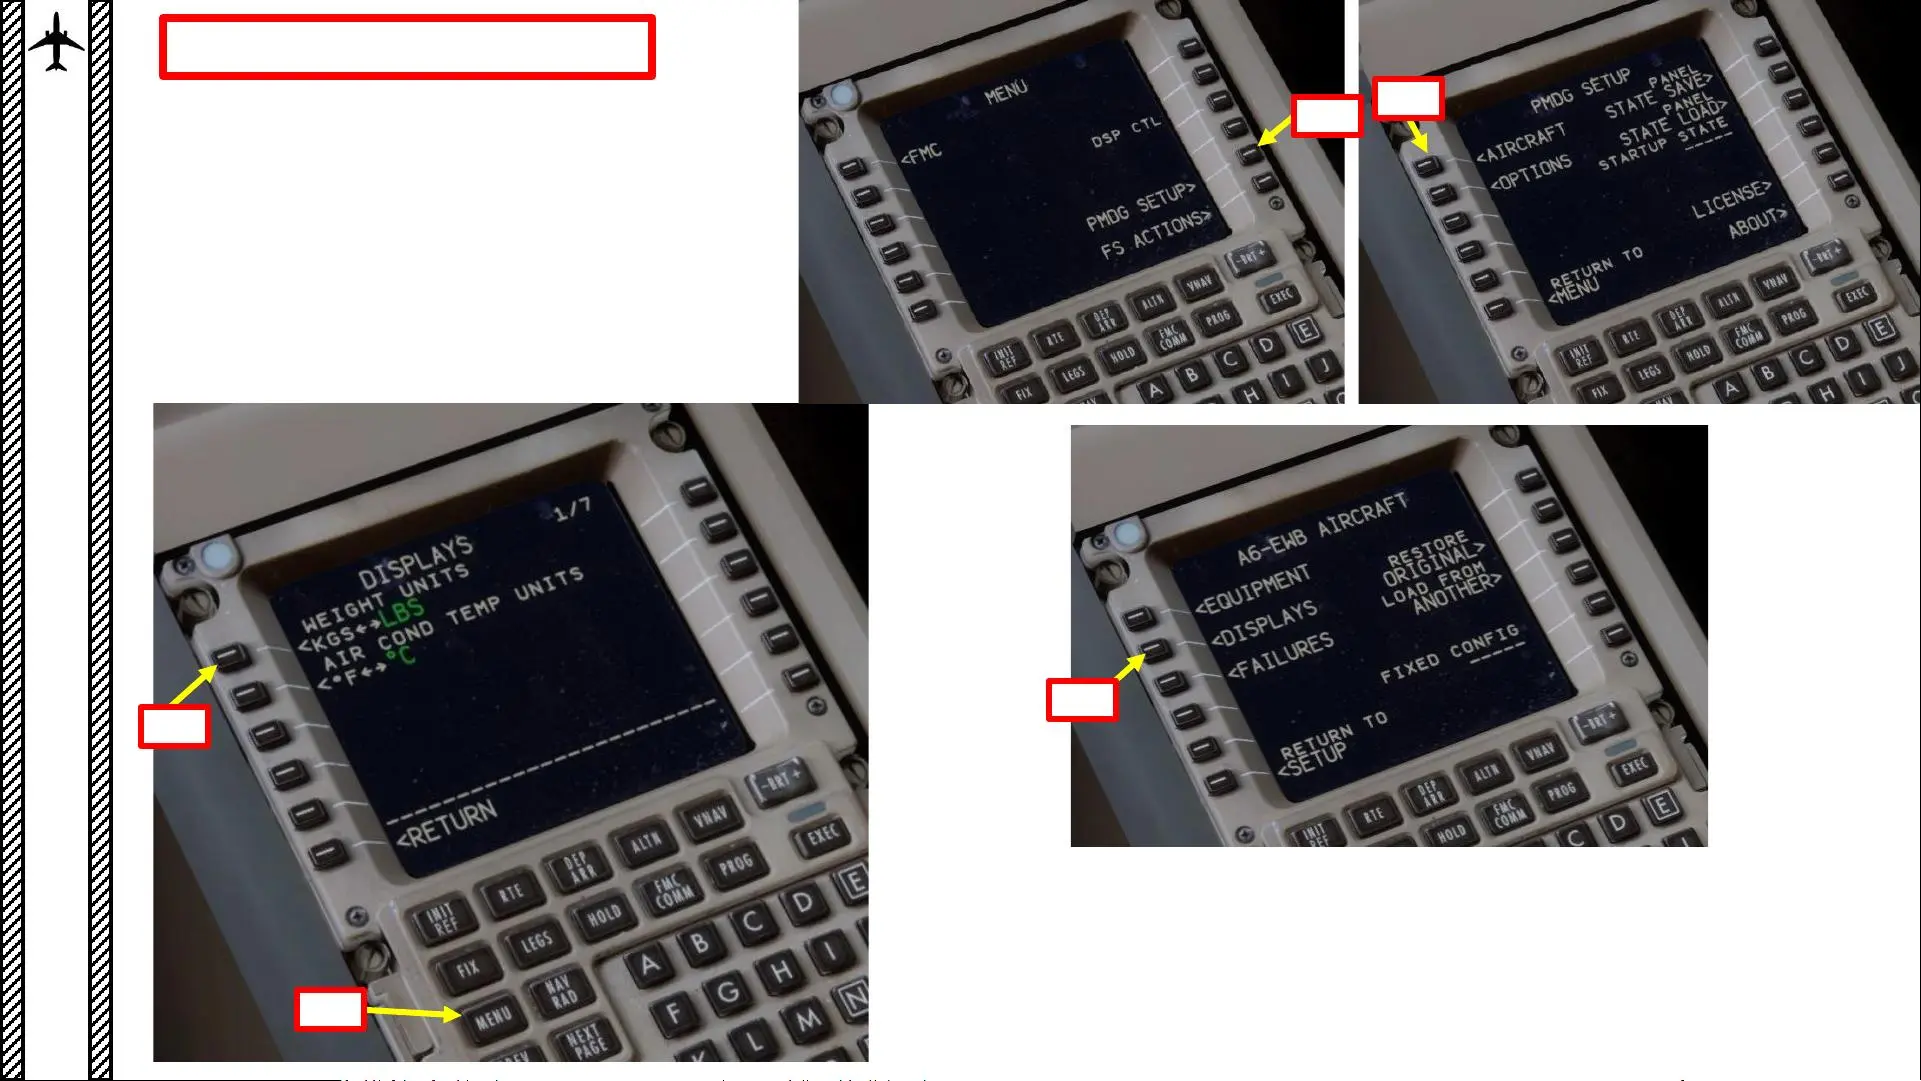 MENU
<FMC
DSP CTL
PMDG SETUP>
FS ACTIONS>
-BRT+
INIT REF
RTE
DEP ARR
ALTN
VNAV
EXEC
FIX
LEGS
HOLD
FMC COMM
PROG
A B C D E
H I J
PMDG SETUP
PANEL
STATE SAVE>
PANEL
<AIRCRAFT
STATE LOAD>
STARTUP STATE
<OPTIONS
-----
LICENSE>
ABOUT>
RETURN TO
<MENU
-BRT+
INIT REF
RTE
DEP ARR
ALTN
VNAV
EXEC
FIX
LEGS
HOLD
FMC COMM
PROG
A B C D E
H I J
DISPLAYS
1/7
WEIGHT UNITS
<KGS←→LBS
AIR COND TEMP UNITS
<°F←→°C
<RETURN
-BRT+
INIT REF
RTE
DEP ARR
ALTN
VNAV
EXEC
FIX
LEGS
HOLD
FMC COMM
PROG
MENU
NAV RAD
NEXT PAGE
A B C D E
F G H I
K L M N
A6-EWB AIRCRAFT
RESTORE
<EQUIPMENT
ORIGINAL>
LOAD FROM
<DISPLAYS
ANOTHER>
<FAILURES
FIXED CONFIG
-----
RETURN TO
<SETUP
-BRT+
INIT REF
RTE
DEP ARR
ALTN
VNAV
EXEC
HOLD
FMC COMM
PROG
C D E